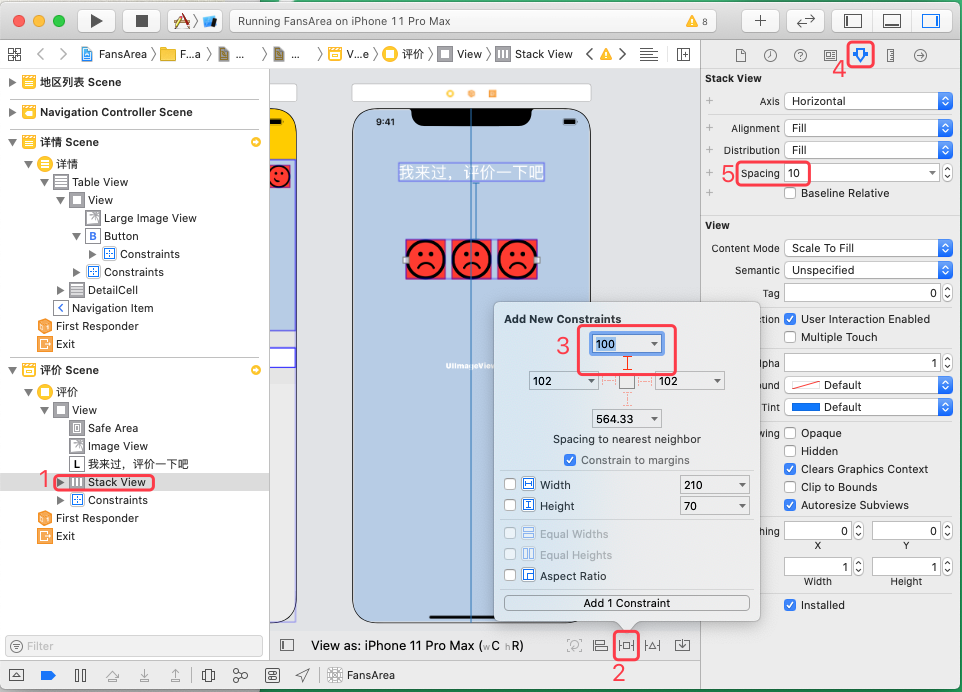 Running FansArea on iPhone 11 Pro Max
8
FansArea
F...a
...
...
V...e
评价
View
Stack View
地区列表 Scene
Navigation Controller Scene
详情 Scene
详情
Table View
View
Large Image View
B Button
Constraints
Constraints
DetailCell
Navigation Item
First Responder
Exit
评价 Scene
评价
View
Safe Area
Image View
L 我来过，评价一下吧
1
Stack View
Constraints
First Responder
Exit
Filter
9:41
我来过，评价一下吧
UIImageView
Add New Constraints
3
100
102
102
564.33
Spacing to nearest neighbor
Constrain to margins
Width
210
Height
70
Equal Widths
Equal Heights
Aspect Ratio
Add 1 Constraint
View as: iPhone 11 Pro Max (wC hR)
2
FansArea
4
Stack View
Axis
Horizontal
Alignment
Fill
Distribution
Fill
5
Spacing
10
Baseline Relative
View
Content Mode
Scale To Fill
Semantic
Unspecified
Tag
0
ction
User Interaction Enabled
Multiple Touch
lpha
1
ound
Default
Tint
Default
wing
Opaque
Hidden
Clears Graphics Context
Clip to Bounds
Autoresize Subviews
hing
0
0
X
Y
1
1
Width
Height
Installed